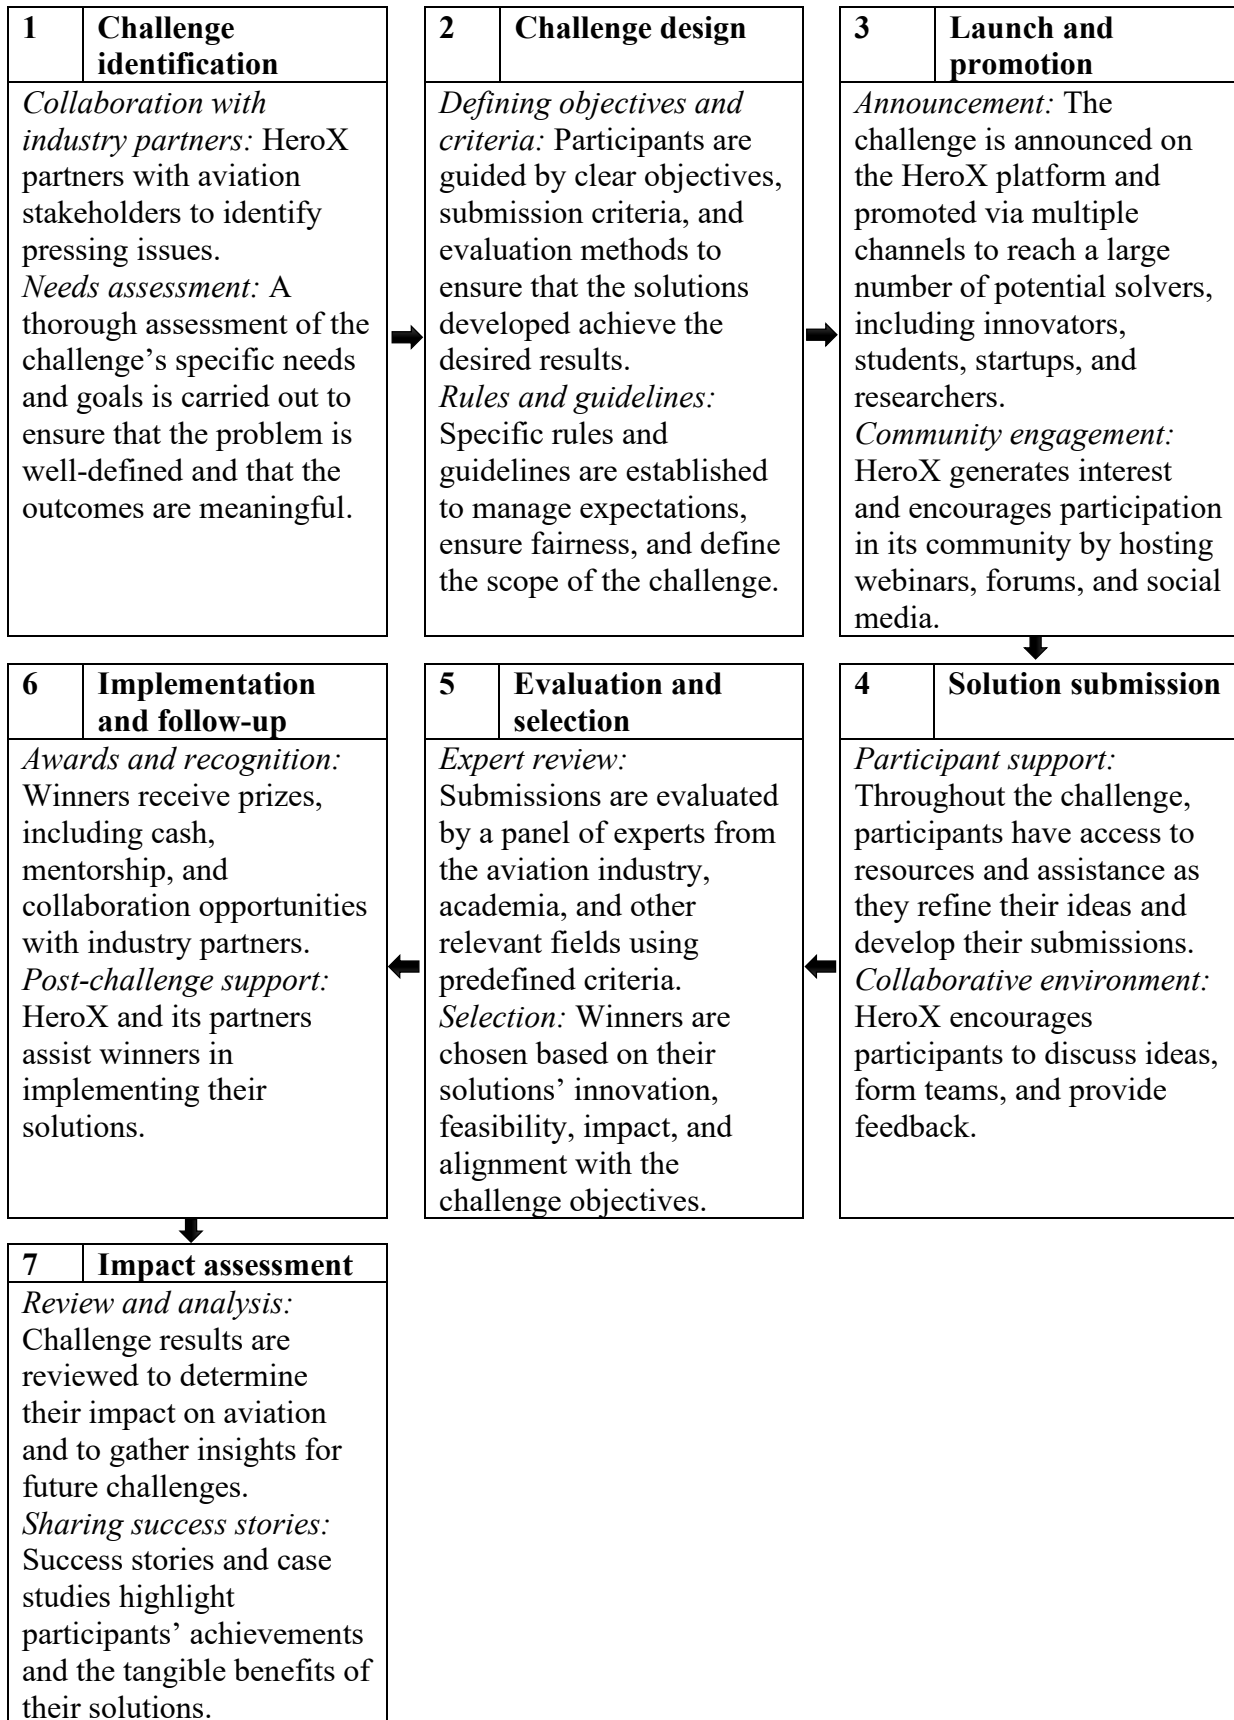 1 Challenge
identification
Collaboration with
industry partners: HeroX
partners with aviation
stakeholders to identify
pressing issues.
Needs assessment: A
thorough assessment of the
challenge’s specific needs
and goals is carried out to
ensure that the problem is
well-defined and that the
outcomes are meaningful.
2 Challenge design
Defining objectives and
criteria: Participants are
guided by clear objectives,
submission criteria, and
evaluation methods to
ensure that the solutions
developed achieve the
desired results.
Rules and guidelines:
Specific rules and
guidelines are established
to manage expectations,
ensure fairness, and define
the scope of the challenge.
3 Launch and
promotion
Announcement: The
challenge is announced on
the HeroX platform and
promoted via multiple
channels to reach a large
number of potential solvers,
including innovators,
students, startups, and
researchers.
Community engagement:
HeroX generates interest
and encourages participation
in its community by hosting
webinars, forums, and social
media.
4 Solution submission
Participant support:
Throughout the challenge,
participants have access to
resources and assistance as
they refine their ideas and
develop their submissions.
Collaborative environment:
HeroX encourages
participants to discuss ideas,
form teams, and provide
feedback.
5 Evaluation and
selection
Expert review:
Submissions are evaluated
by a panel of experts from
the aviation industry,
academia, and other
relevant fields using
predefined criteria.
Selection: Winners are
chosen based on their
solutions’ innovation,
feasibility, impact, and
alignment with the
challenge objectives.
6 Implementation
and follow-up
Awards and recognition:
Winners receive prizes,
including cash,
mentorship, and
collaboration opportunities
with industry partners.
Post-challenge support:
HeroX and its partners
assist winners in
implementing their
solutions.
7 Impact assessment
Review and analysis:
Challenge results are
reviewed to determine
their impact on aviation
and to gather insights for
future challenges.
Sharing success stories:
Success stories and case
studies highlight
participants’ achievements
and the tangible benefits of
their solutions.